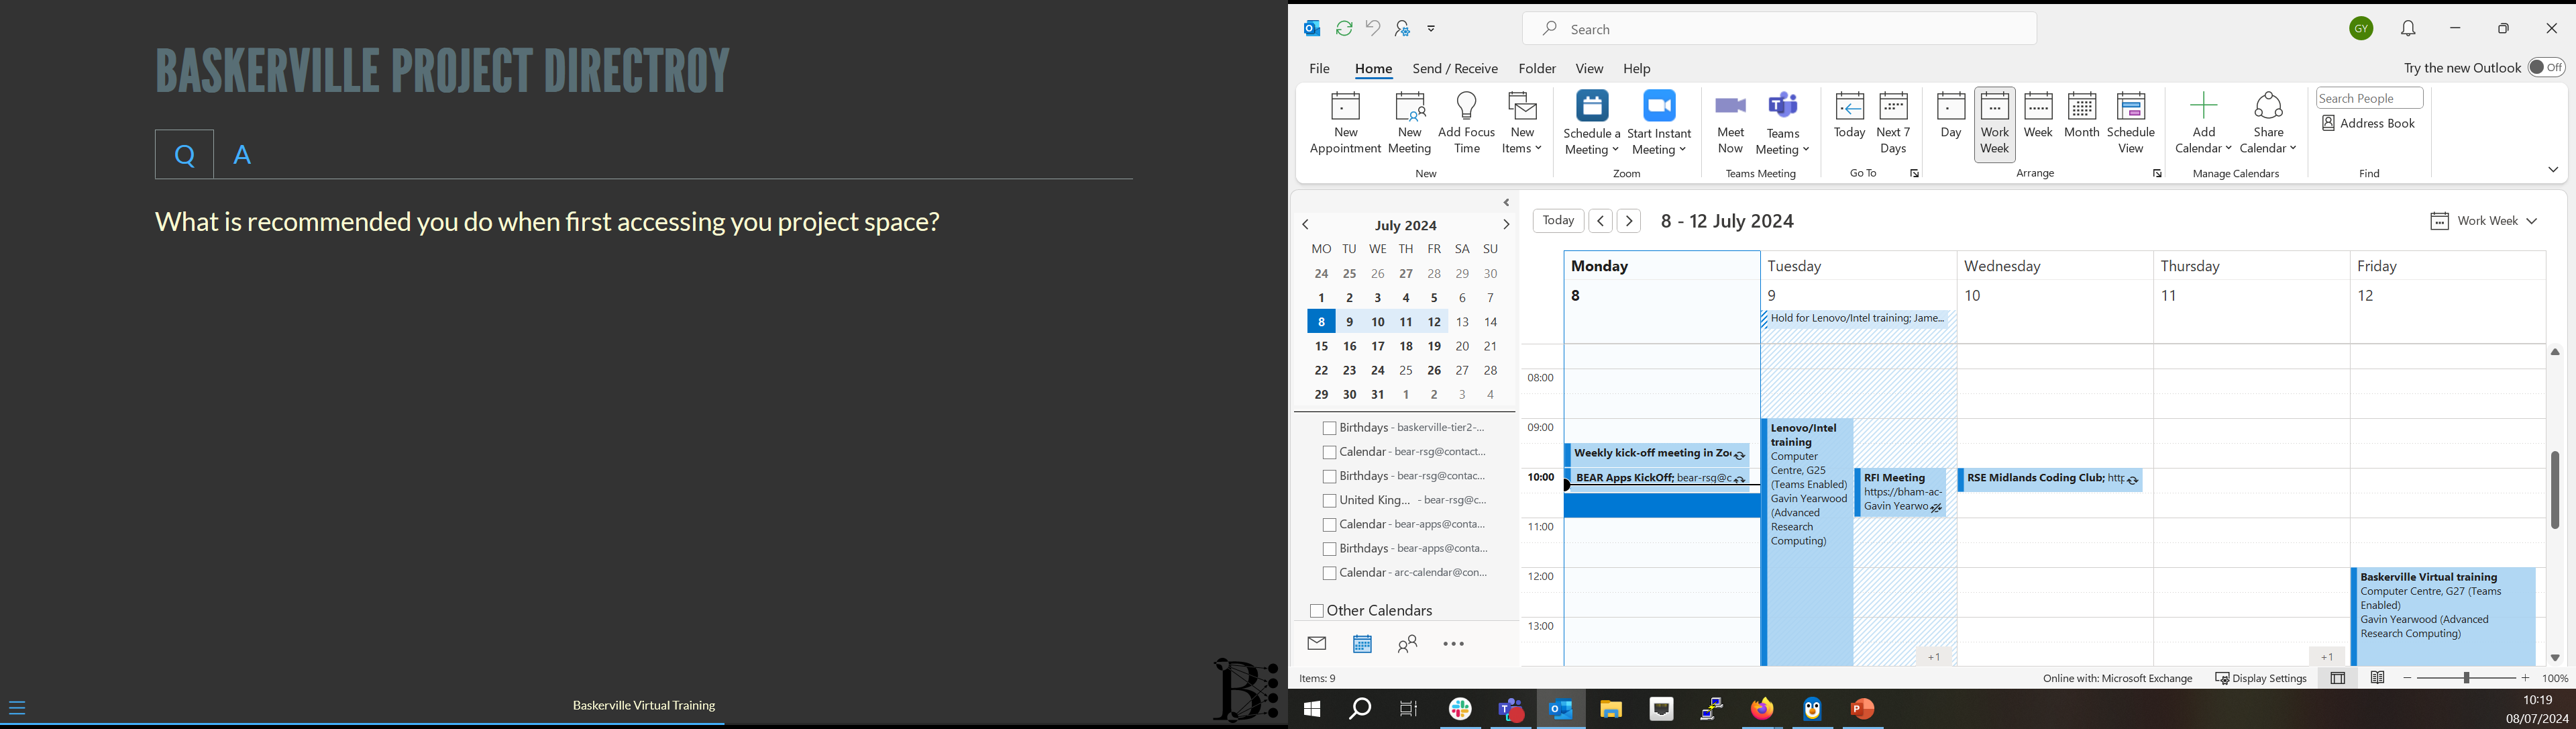 BASKERVILLE PROJECT DIRECTROY
Q A
What is recommended you do when first accessing you project space?
Baskerville Virtual Training
Search
GY
File Home Send / Receive Folder View Help
Try the new Outlook Off
New Appointment
New Meeting
Add Focus Time
New Items
Schedule a Meeting
Start Instant Meeting
Meet Now
Teams Meeting
Today
Next 7 Days
Day
Work Week
Week
Month
Schedule View
Add Calendar
Share Calendar
Search People
Address Book
New Zoom Teams Meeting Go To Arrange Manage Calendars Find
July 2024
MO TU WE TH FR SA SU
24 25 26 27 28 29 30
1 2 3 4 5 6 7
8 9 10 11 12 13 14
15 16 17 18 19 20 21
22 23 24 25 26 27 28
29 30 31 1 2 3 4
Birthdays - baskerville-tier2-...
Calendar - bear-rsg@contact...
Birthdays - bear-rsg@contac...
United King... - bear-rsg@c...
Calendar - bear-apps@conta...
Birthdays - bear-apps@conta...
Calendar - arc-calendar@con...
Other Calendars
Today 8 - 12 July 2024
Work Week
Monday Tuesday Wednesday Thursday Friday
8 9 10 11 12
Hold for Lenovo/Intel training; Jame...
08:00
09:00
10:00
11:00
12:00
13:00
Weekly kick-off meeting in Zo
BEAR Apps KickOff; bear-rsg@c
Lenovo/Intel
training
Computer
Centre, G25
(Teams Enabled)
Gavin Yearwood
(Advanced
Research
Computing)
RFI Meeting
https://bham-ac-
Gavin Yearwo
RSE Midlands Coding Club; http
Baskerville Virtual training
Computer Centre, G27 (Teams
Enabled)
Gavin Yearwood (Advanced
Research Computing)
+1 +1
Items: 9
Online with: Microsoft Exchange Display Settings 100%
10:19
08/07/2024